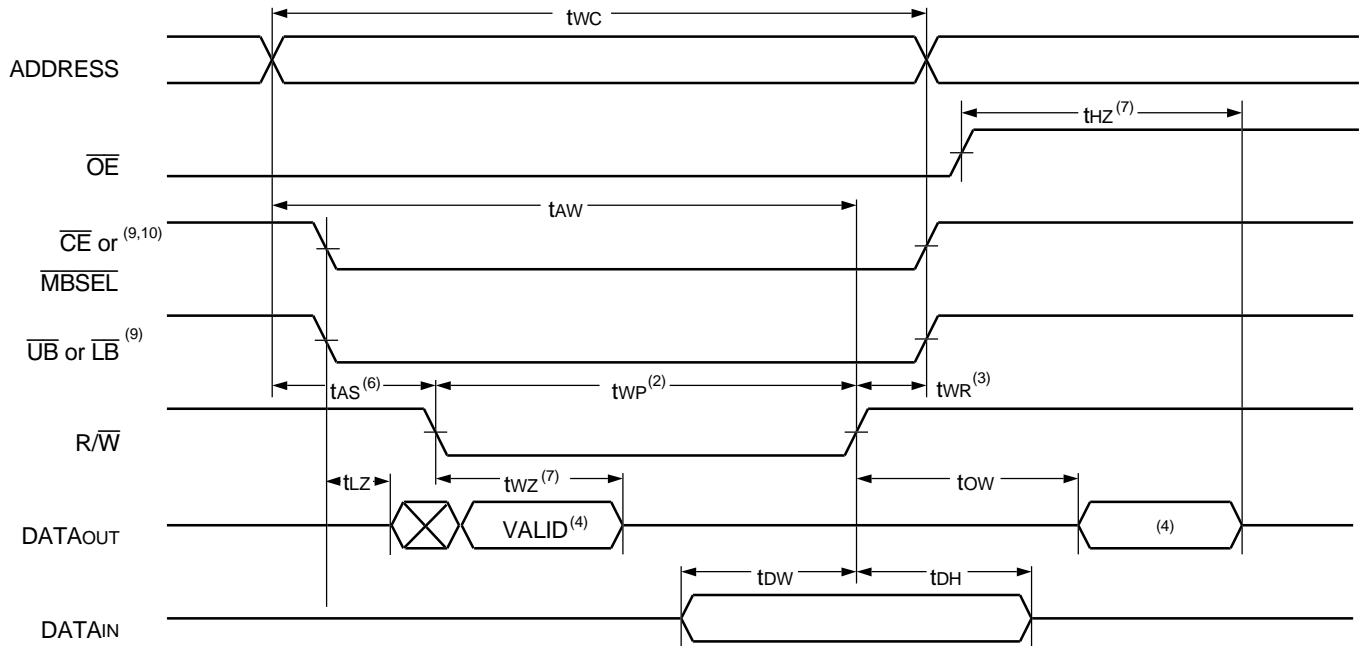 tWC
ADDRESS
tHZ(7)
OE
tAW
CE or (9,10)
MBSEL
UB or LB (9)
tAS(6)
tWP(2)
tWR(3)
R/W
tLZ
tWZ(7)
tOW
DATAOUT
VALID(4)
(4)
tDW
tDH
DATAIN